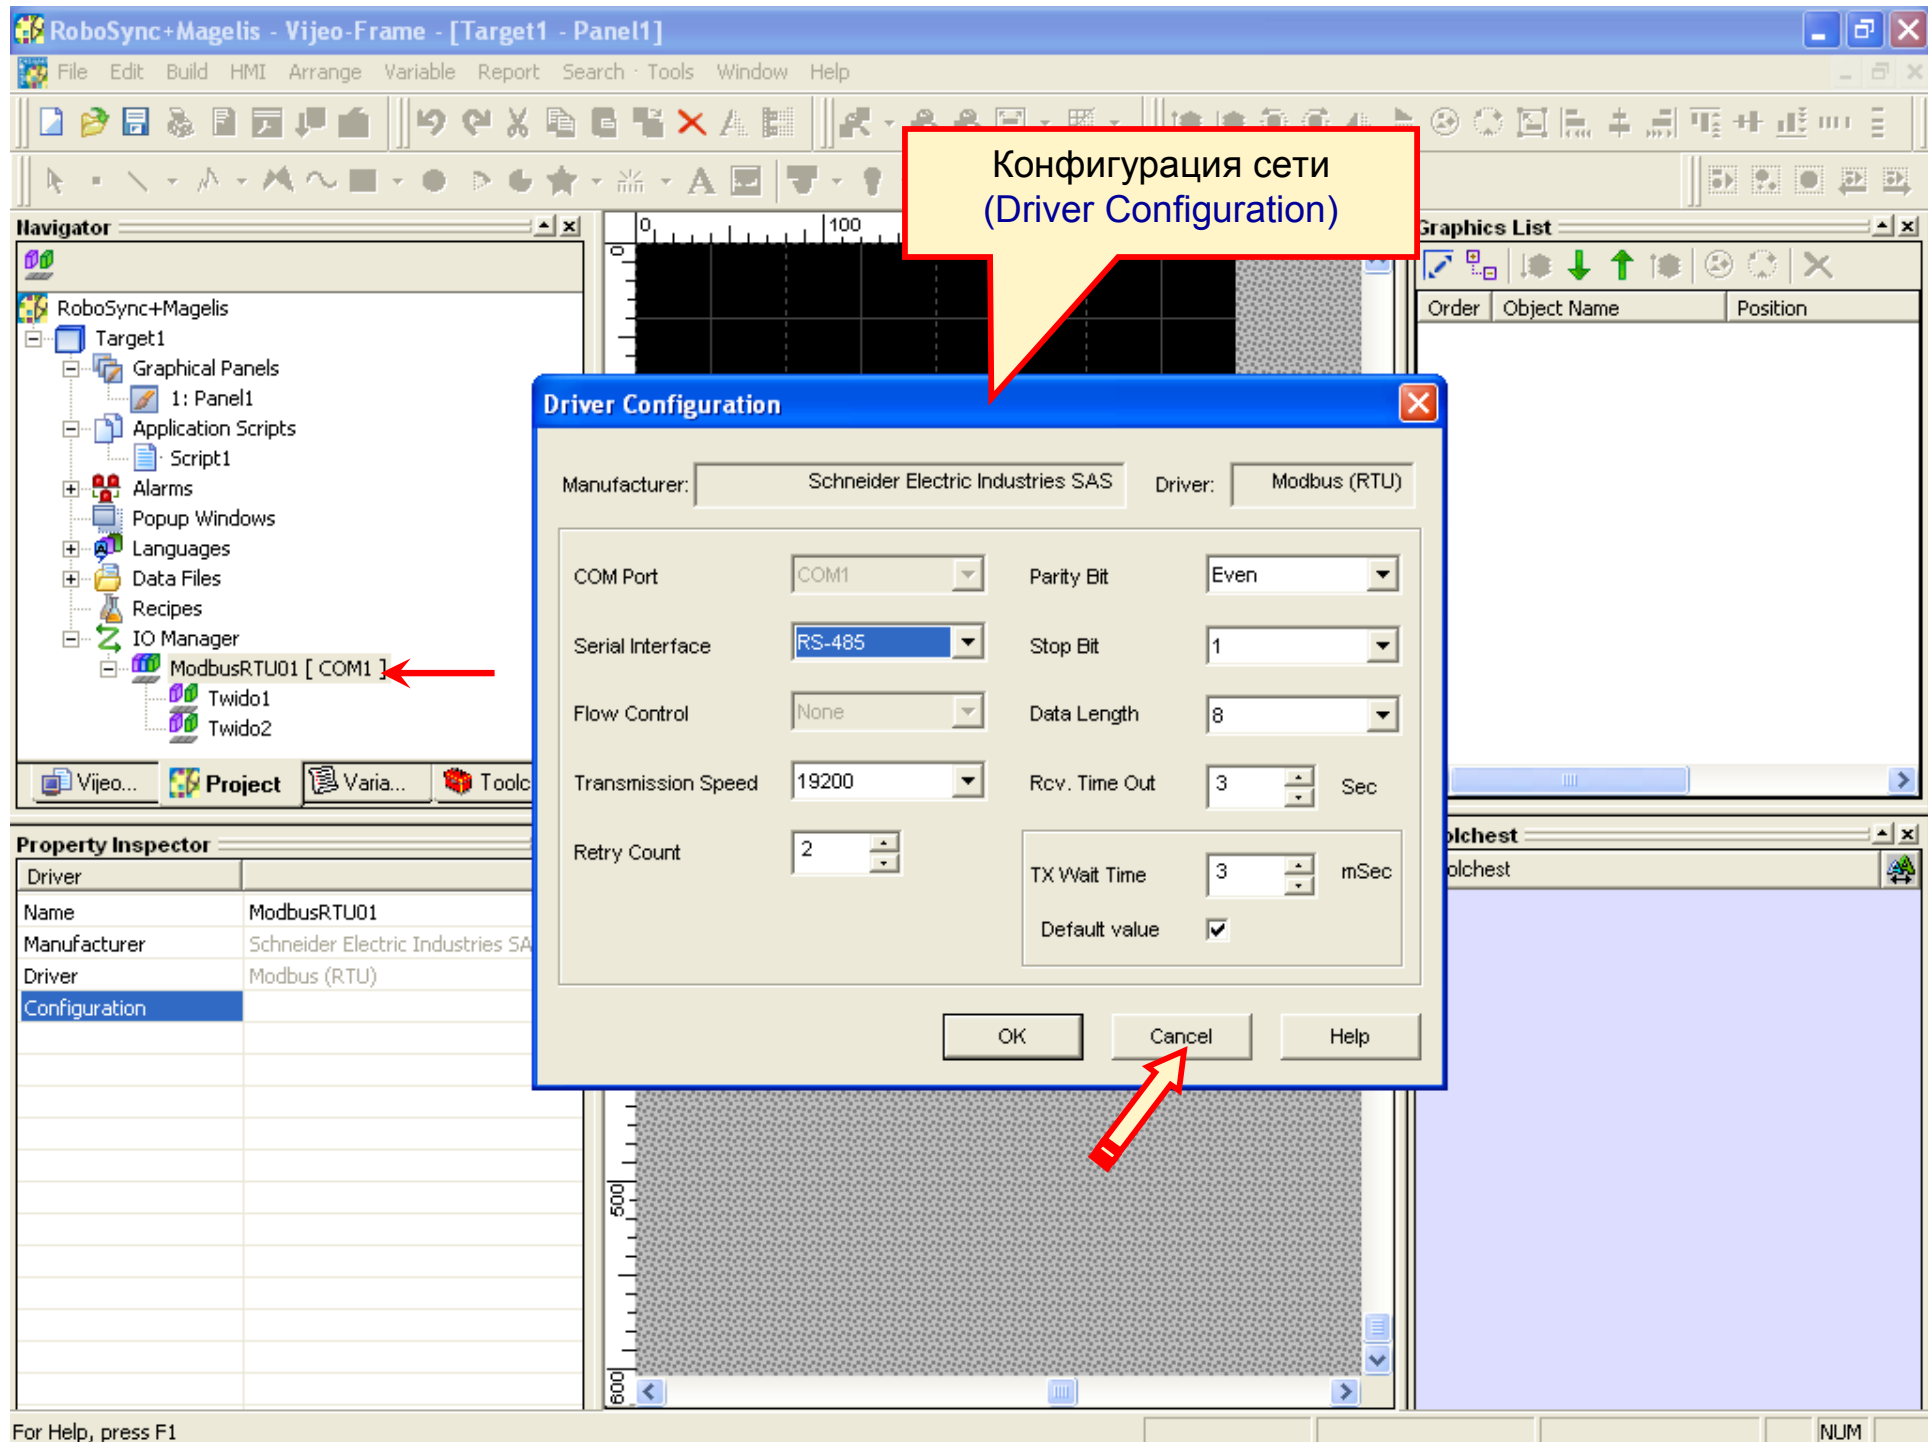 RoboSync+Magelis - Vijeo-Frame - [Target1 - Panel1]
File Edit Build HMI Arrange Variable Report Search Tools Window Help
Конфигурация сети
(Driver Configuration)
Navigator
RoboSync+Magelis
Target1
Graphical Panels
1: Panel1
Application Scripts
Script1
Alarms
Popup Windows
Languages
Data Files
Recipes
IO Manager
ModbusRTU01 [ COM1 ]
Twido1
Twido2
Vijeo... Project Varia... Toolc
0 100
0
500
600
Graphics List
Order Object Name Position
Driver Configuration
Manufacturer: Schneider Electric Industries SAS Driver: Modbus (RTU)
COM Port COM1 Parity Bit Even
Serial Interface RS-485 Stop Bit 1
Flow Control None Data Length 8
Transmission Speed 19200 Rcv. Time Out 3 Sec
Retry Count 2
TX Wait Time 3 mSec
Default value
OK Cancel Help
Property Inspector
Driver
Name ModbusRTU01
Manufacturer Schneider Electric Industries SA
Driver Modbus (RTU)
Configuration
olchest
olchest
For Help, press F1
NUM